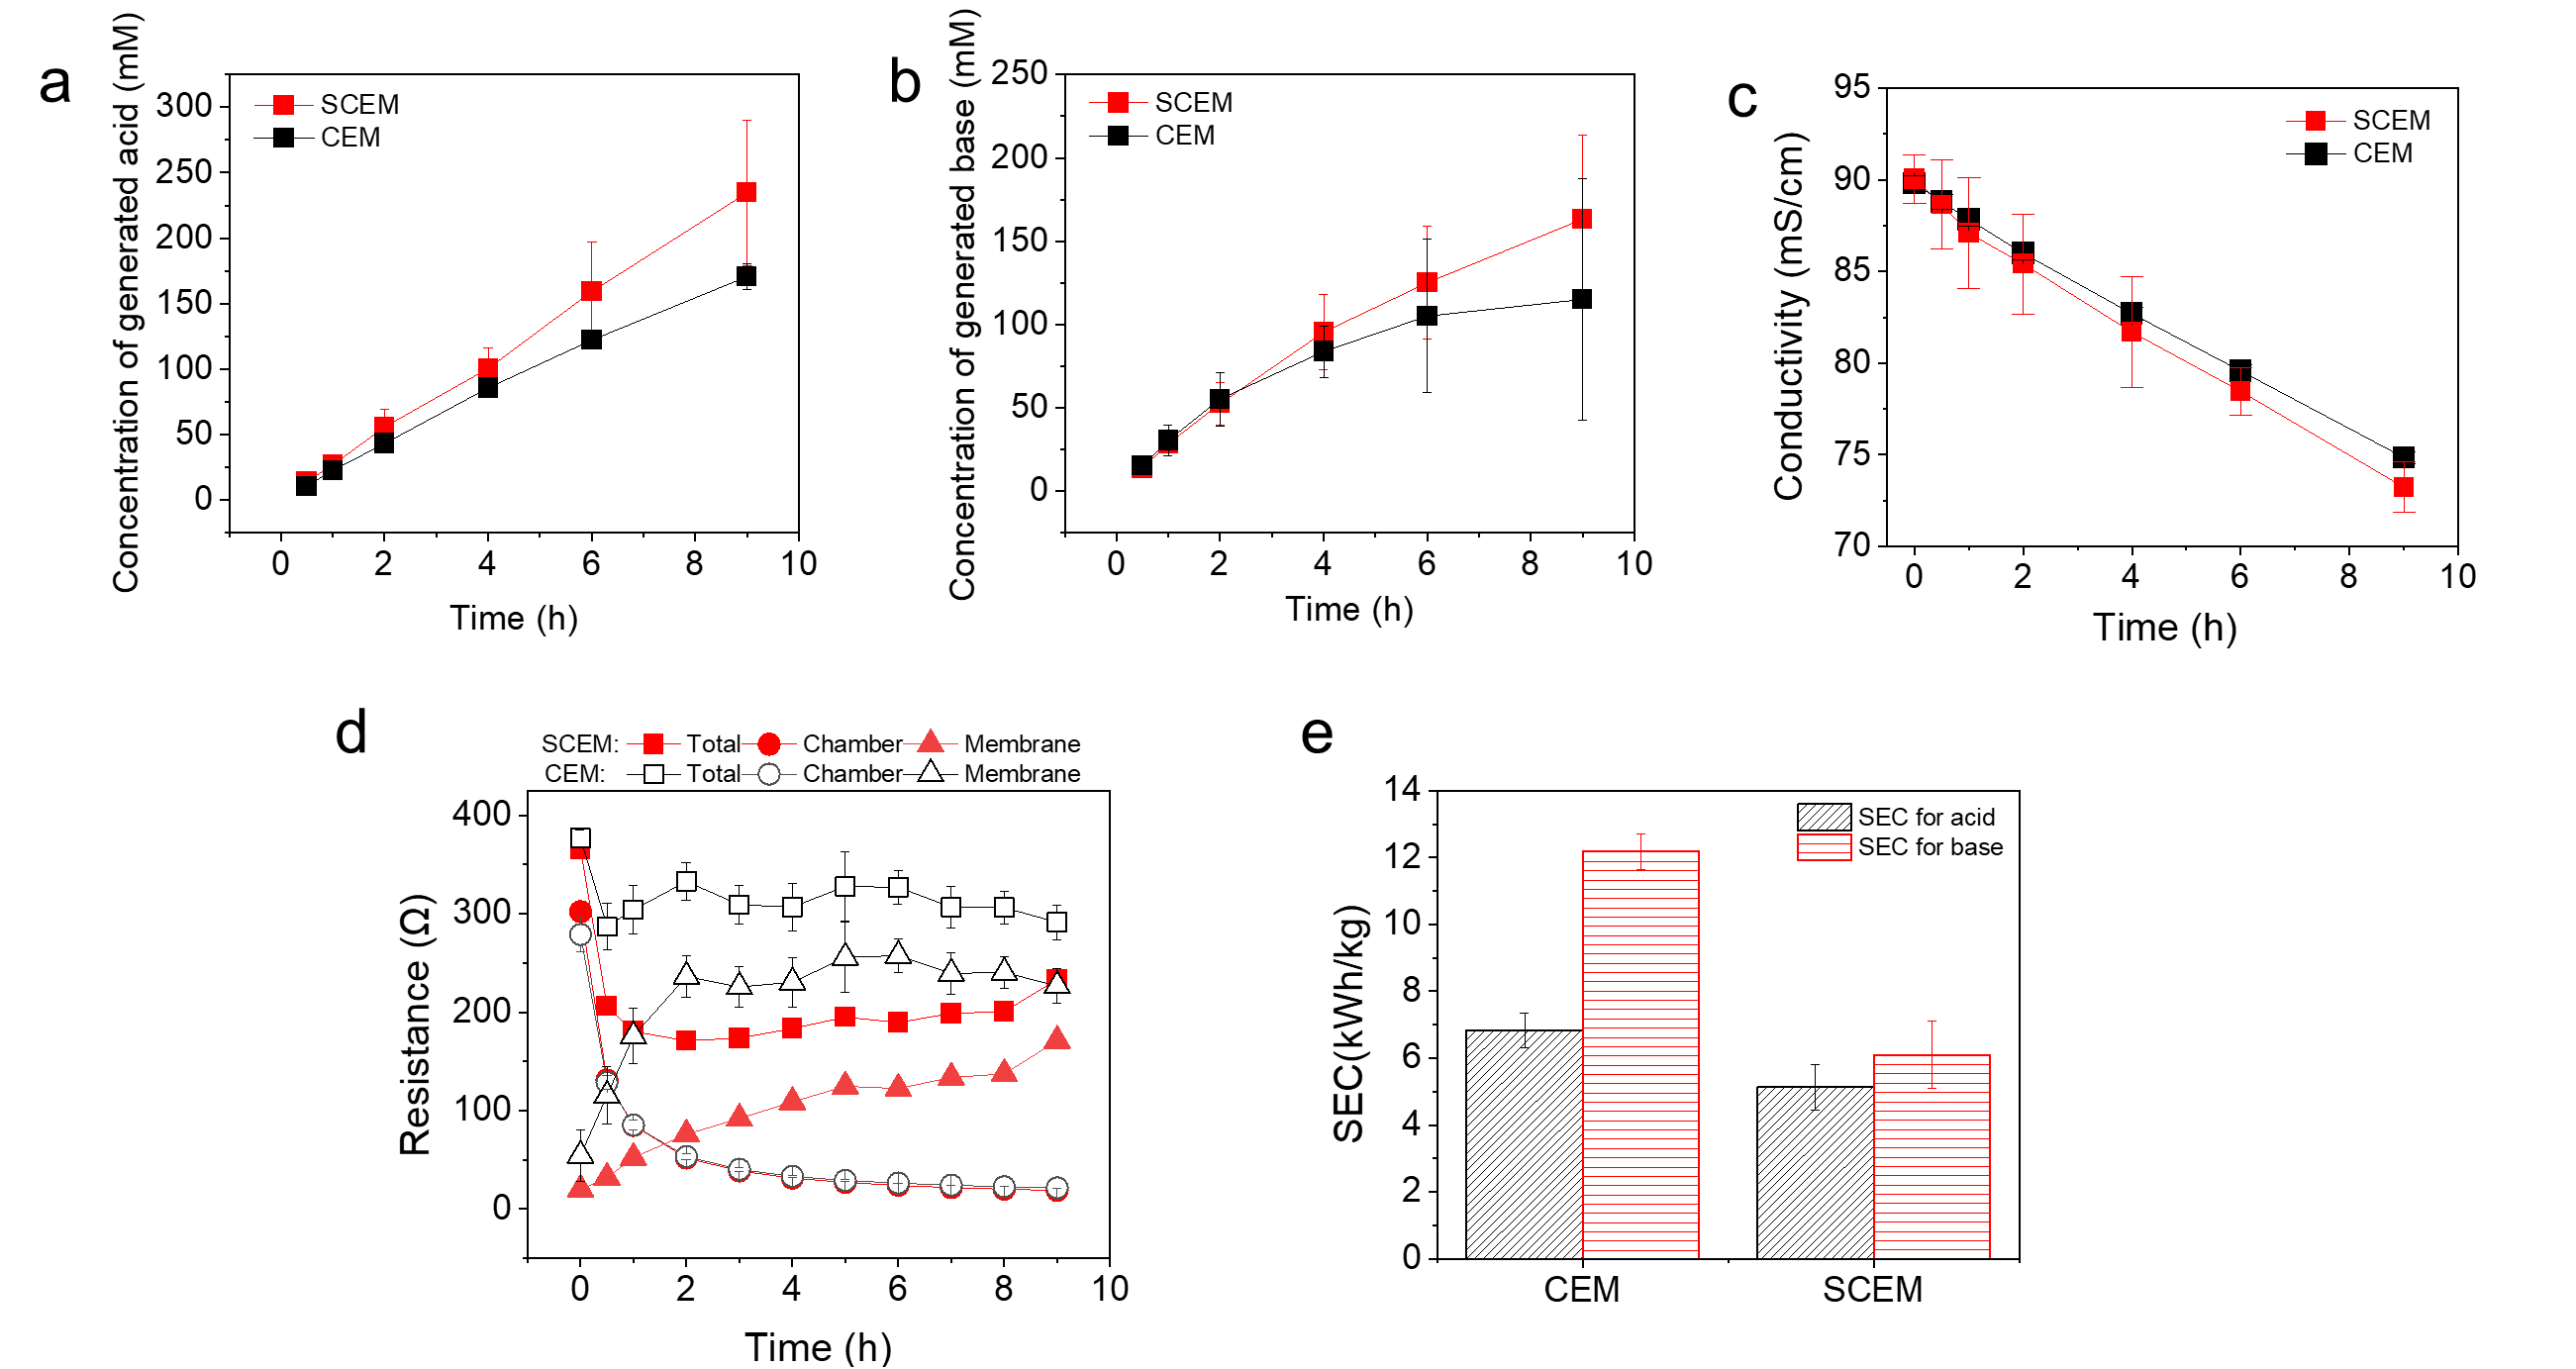 a
Concentration of generated acid (mM)
300
250
200
150
100
50
0
SCEM
CEM
0 2 4 6 8 10
Time (h)
b
Concentration of generated base (mM)
250
200
150
100
50
0
SCEM
CEM
0 2 4 6 8 10
Time (h)
c
Conductivity (mS/cm)
95
90
85
80
75
70
SCEM
CEM
0 2 4 6 8 10
Time (h)
d
SCEM: Total Chamber Membrane
CEM: Total Chamber Membrane
Resistance (Ω)
400
300
200
100
0
0 2 4 6 8 10
Time (h)
e
SEC(kWh/kg)
14
12
10
8
6
4
2
0
SEC for acid
SEC for base
CEM SCEM